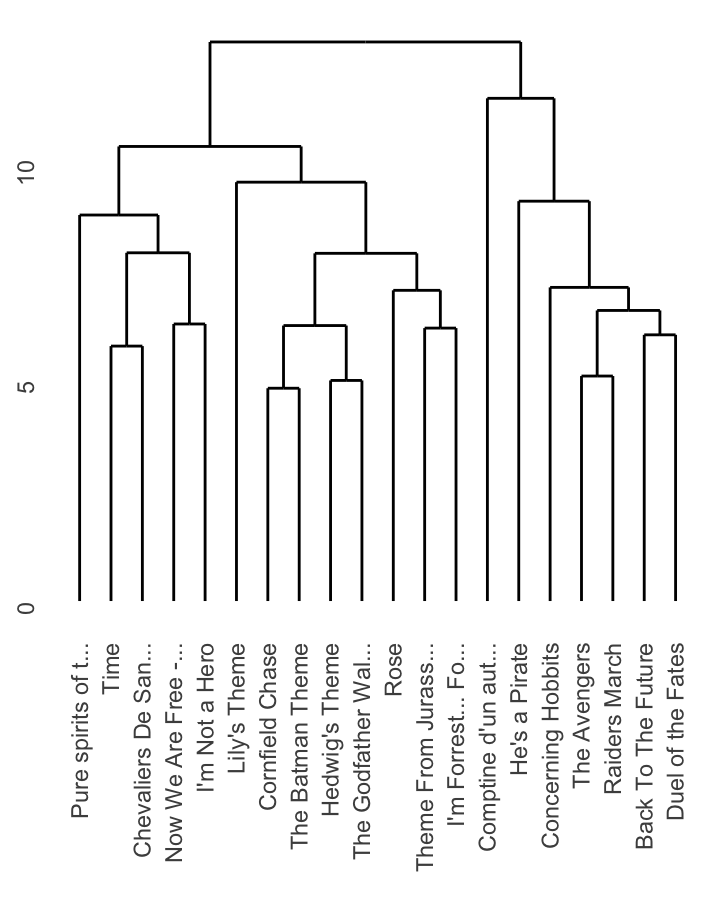 10
5
0
Pure spirits of t...
Time
Chevaliers De San...
Now We Are Free -...
I'm Not a Hero
Lily's Theme
Cornfield Chase
The Batman Theme
Hedwig's Theme
The Godfather Wal...
Rose
Theme From Jurass...
I'm Forrest... Fo...
Comptine d'un aut...
He's a Pirate
Concerning Hobbits
The Avengers
Raiders March
Back To The Future
Duel of the Fates